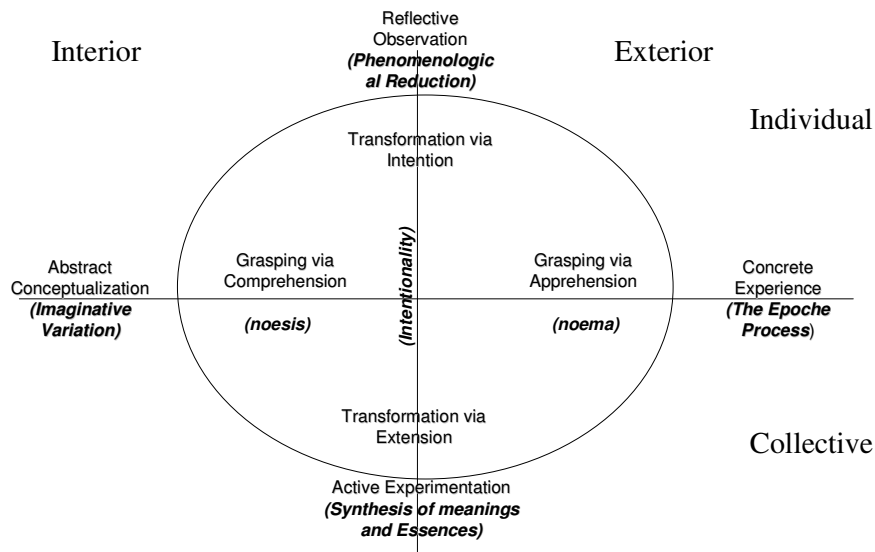 Reflective
Observation
(Phenomenologic
al Reduction)
Interior
Exterior
Individual
Transformation via
Intention
Abstract
Conceptualization
(Imaginative
Variation)
Grasping via
Comprehension
(noesis)
(Intentionality)
Grasping via
Apprehension
(noema)
Concrete
Experience
(The Epoche
Process)
Transformation via
Extension
Collective
Active Experimentation
(Synthesis of meanings
and Essences)